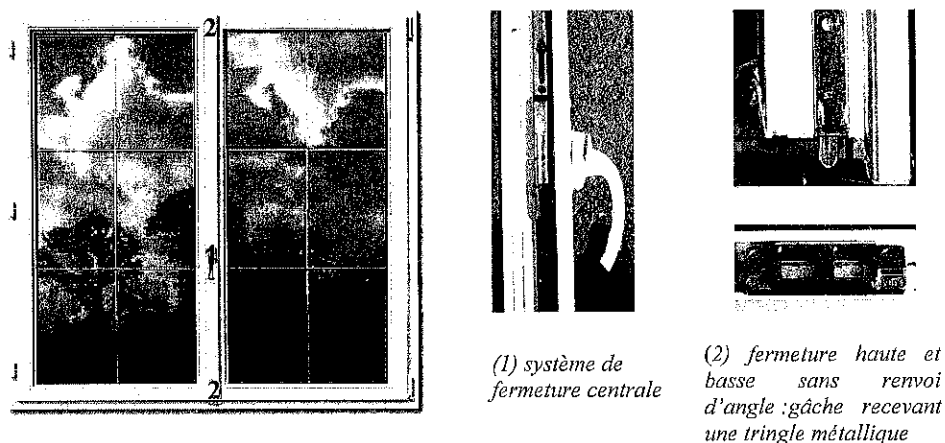 2
1
2
(1) système de
fermeture centrale
(2) fermeture haute et
basse sans renvoi
d'angle :gâche recevant
une tringle métallique